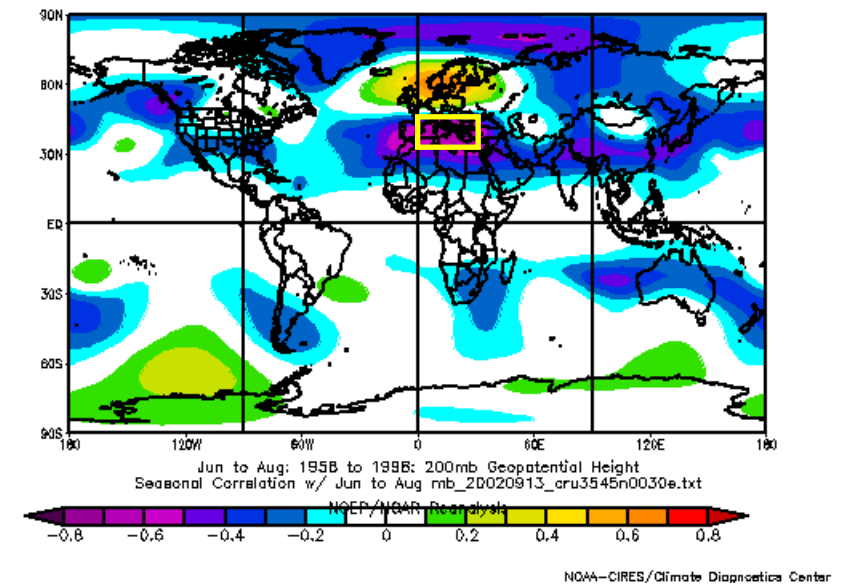 90N
60N
30N
EQ
30S
60S
90S
180 120W 60W 0 60E 120E 180
Jun to Aug: 1958 to 1998: 200mb Geopotential Height
Seasonal Correlation w/ Jun to Aug mb_20020913_cru3545n0030e.txt
NCEP/NCAR Reanalysis
-0.8 -0.6 -0.4 -0.2 0 0.2 0.4 0.6 0.8
NOAA-CIRES/Climate Diagnostics Center